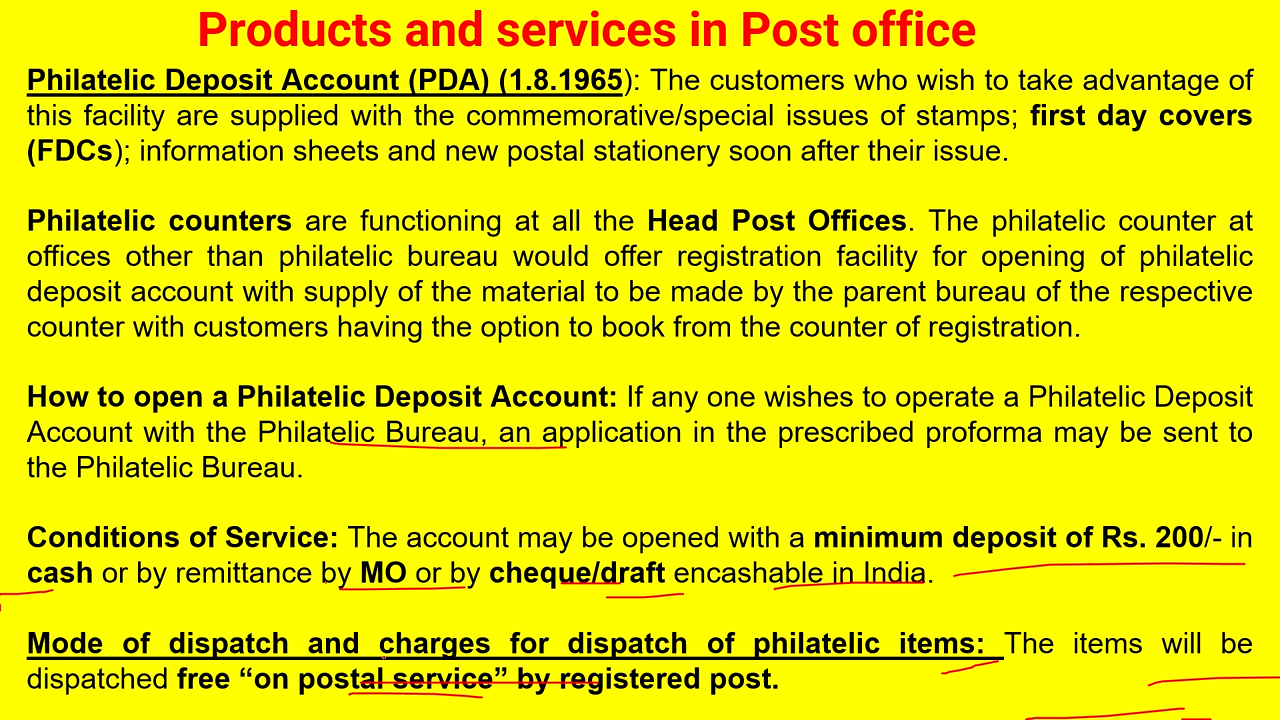 Products and services in Post office
Philatelic Deposit Account (PDA) (1.8.1965): The customers who wish to take advantage of
this facility are supplied with the commemorative/special issues of stamps; first day covers
(FDCs); information sheets and new postal stationery soon after their issue.
Philatelic counters are functioning at all the Head Post Offices. The philatelic counter at
offices other than philatelic bureau would offer registration facility for opening of philatelic
deposit account with supply of the material to be made by the parent bureau of the respective
counter with customers having the option to book from the counter of registration.
How to open a Philatelic Deposit Account: If any one wishes to operate a Philatelic Deposit
Account with the Philatelic Bureau, an application in the prescribed proforma may be sent to
the Philatelic Bureau.
Conditions of Service: The account may be opened with a minimum deposit of Rs. 200/- in
cash or by remittance by MO or by cheque/draft encashable in India.
Mode of dispatch and charges for dispatch of philatelic items: The items will be
dispatched free “on postal service” by registered post.